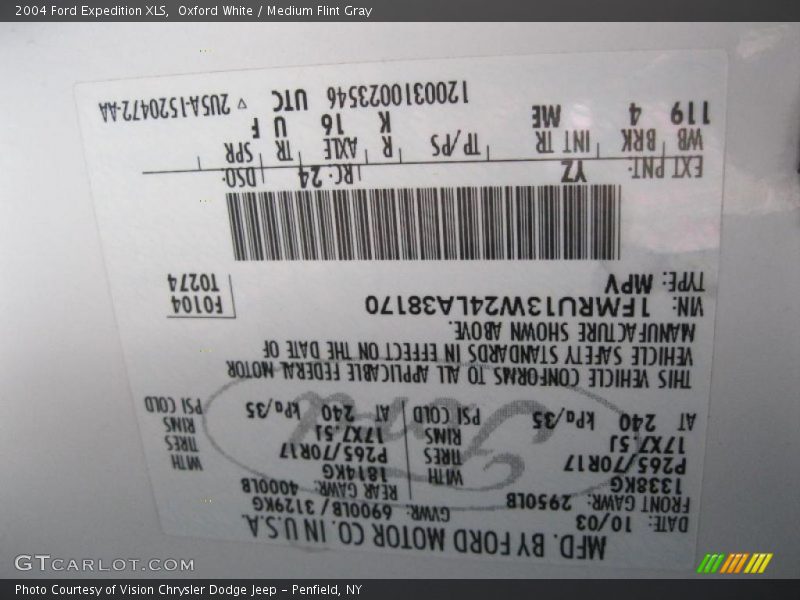 2004 Ford Expedition XLS,  Oxford White / Medium Flint Gray
MFD. BY FORD MOTOR CO. IN U.S.A.
DATE: 10/03 GVWR: 6900LB / 3129KG
FRONT GAWR: 2950LB REAR GAWR: 4000LB
1338KG 1814KG
P265/70R17 WITH TIRES P265/70R17 WITH TIRES
17X7.5J RIMS 17X7.5J RIMS
AT 240 kPa/35 PSI COLD AT 240 kPa/35 PSI COLD
Ford
THIS VEHICLE CONFORMS TO ALL APPLICABLE FEDERAL MOTOR
VEHICLE SAFETY STANDARDS IN EFFECT ON THE DATE OF
MANUFACTURE SHOWN ABOVE.
VIN: 1FMRU13W24LA38170 F0104
TYPE: MPV T0274
EXT PNT: YZ RC: 24 DSO:
WB BRK INT TR TP/PS R AXLE TR SPR
119 4 ME K 16 U F
120031002 3546 UTC ▽ 2U5A-1520472-AA
GTCARCOT.COM
Photo Courtesy of Vision Chrysler Dodge Jeep – Penfield, NY